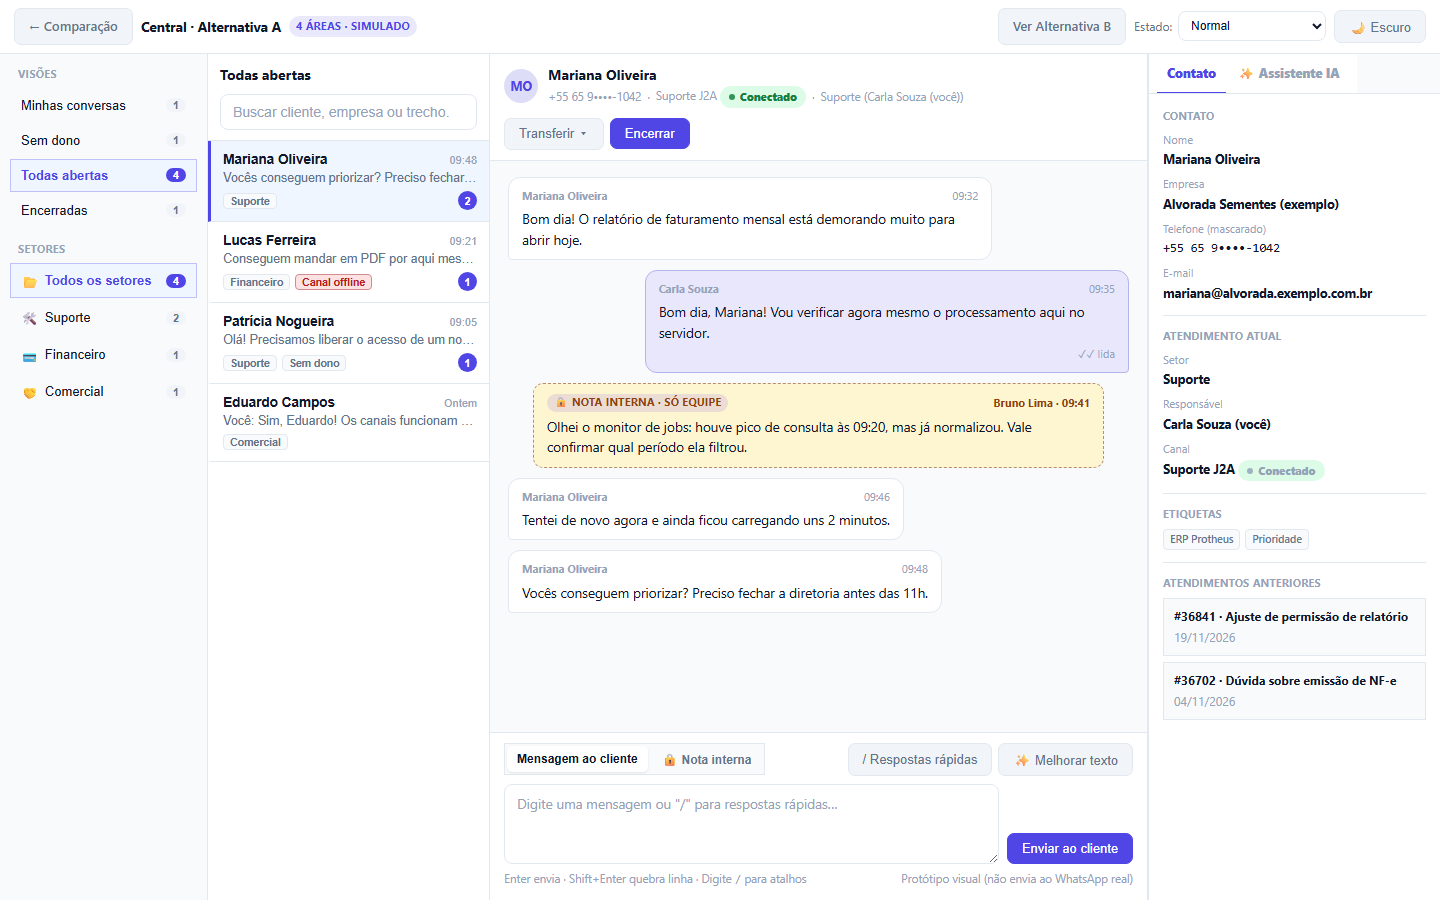 ← Comparação
Central · Alternativa A
4 ÁREAS · SIMULADO
Ver Alternativa B
Estado:
Normal
Escuro
VISÕES
Minhas conversas 1
Sem dono 1
Todas abertas 4
Encerradas 1
SETORES
Todos os setores 4
Suporte 2
Financeiro 1
Comercial 1
Todas abertas
Buscar cliente, empresa ou trecho.
Mariana Oliveira 09:48
Vocês conseguem priorizar? Preciso fechar...
Suporte 2
Lucas Ferreira 09:21
Conseguem mandar em PDF por aqui mes...
Financeiro Canal offline 1
Patrícia Nogueira 09:05
Olá! Precisamos liberar o acesso de um no...
Suporte Sem dono 1
Eduardo Campos Ontem
Você: Sim, Eduardo! Os canais funcionam ...
Comercial
MO
Mariana Oliveira
+55 65 9••••-1042 · Suporte J2A ● Conectado · Suporte (Carla Souza (você))
Transferir ▾
Encerrar
Mariana Oliveira 09:32
Bom dia! O relatório de faturamento mensal está demorando muito para
abrir hoje.
Carla Souza 09:35
Bom dia, Mariana! Vou verificar agora mesmo o processamento aqui no
servidor.
✓✓ lida
NOTA INTERNA · SÓ EQUIPE Bruno Lima · 09:41
Olhei o monitor de jobs: houve pico de consulta às 09:20, mas já normalizou. Vale
confirmar qual período ela filtrou.
Mariana Oliveira 09:46
Tentei de novo agora e ainda ficou carregando uns 2 minutos.
Mariana Oliveira 09:48
Vocês conseguem priorizar? Preciso fechar a diretoria antes das 11h.
Mensagem ao cliente
Nota interna
/ Respostas rápidas
Melhorar texto
Digite uma mensagem ou "/" para respostas rápidas...
Enviar ao cliente
Enter envia · Shift+Enter quebra linha · Digite / para atalhos
Protótipo visual (não envia ao WhatsApp real)
Contato
Assistente IA
CONTATO
Nome
Mariana Oliveira
Empresa
Alvorada Sementes (exemplo)
Telefone (mascarado)
+55 65 9••••-1042
E-mail
mariana@alvorada.exemplo.com.br
ATENDIMENTO ATUAL
Setor
Suporte
Responsável
Carla Souza (você)
Canal
Suporte J2A ● Conectado
ETIQUETAS
ERP Protheus Prioridade
ATENDIMENTOS ANTERIORES
#36841 · Ajuste de permissão de relatório
19/11/2026
#36702 · Dúvida sobre emissão de NF-e
04/11/2026